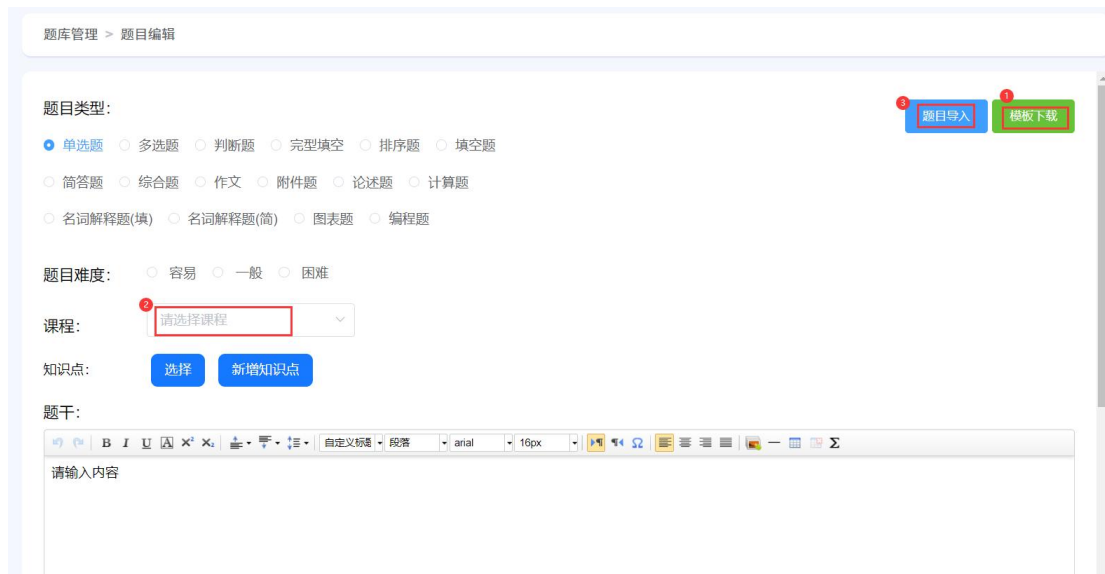 题库管理 > 题目编辑
题目类型：
3 题目导入 1 模板下载
单选题 多选题 判断题 完型填空 排序题 填空题
简答题 综合题 作文 附件题 论述题 计算题
名词解释题(填) 名词解释题(简) 图表题 编程题
题目难度： 容易 一般 困难
课程： 2 请选择课程
知识点： 选择 新增知识点
题干：
B I U A X² X₂ 自定义标题 段落 arial 16px Ω Σ
请输入内容